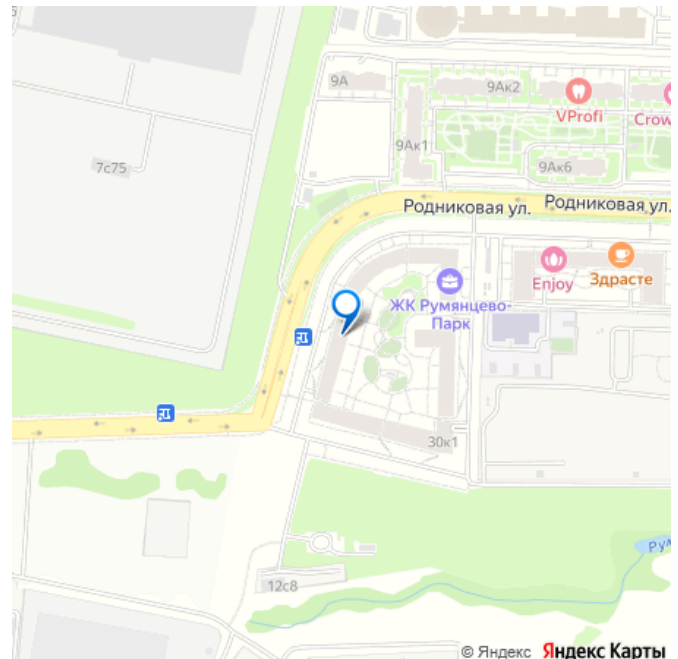 9А
9Ак2
VProfi
Crow
9Ак1
9Ак6
7с75
Родниковая ул.
Родниковая ул.
Enjoy
Здрасте
ЖК Румянцево-
Парк
30к1
Рум
12с8
© Яндекс Яндекс Карты